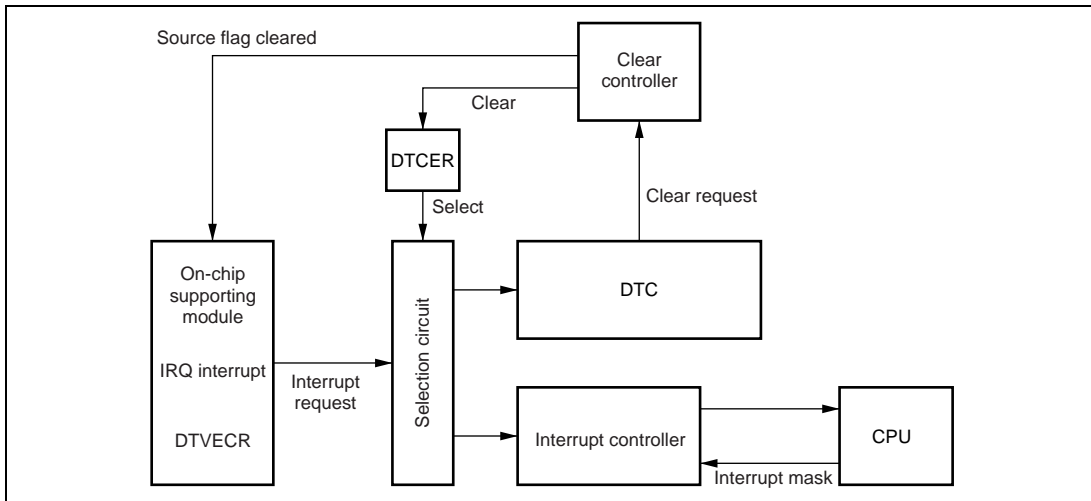 Source flag cleared
Clear
controller
Clear
DTCER
Select
Clear request
On-chip
supporting
module
IRQ interrupt
DTVECR
Interrupt
request
Selection circuit
DTC
Interrupt controller
CPU
Interrupt mask